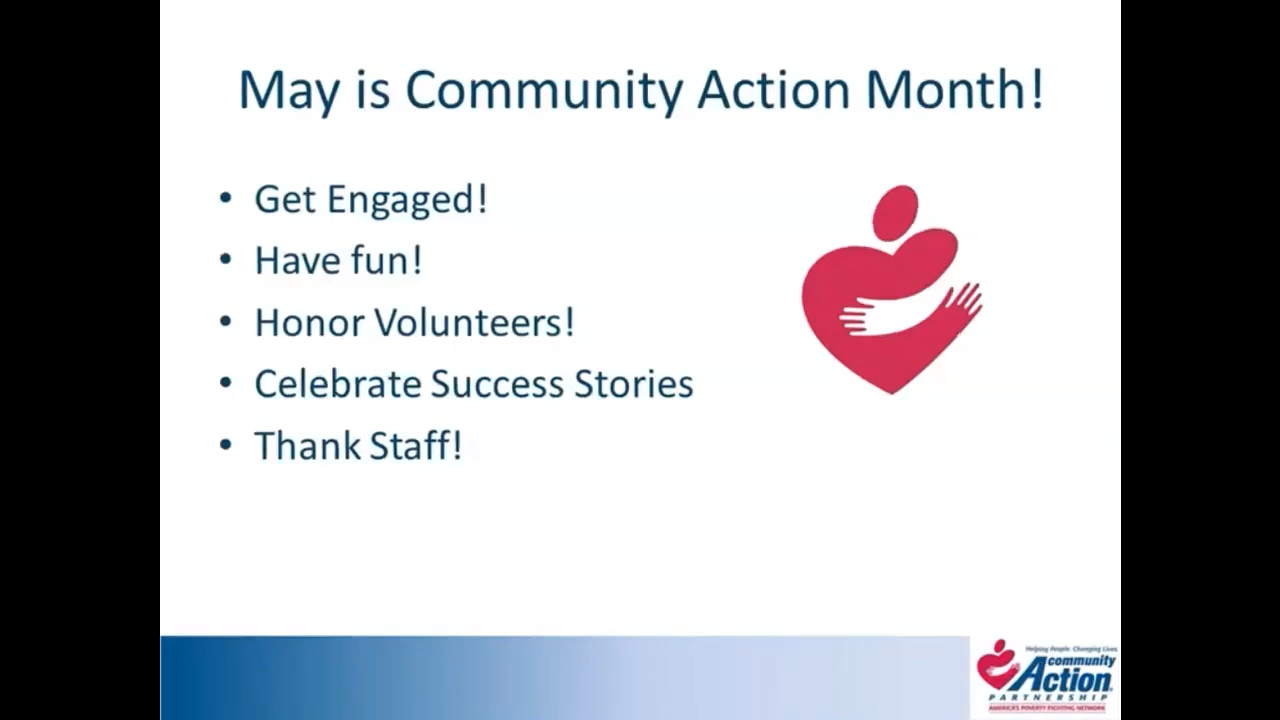 May is Community Action Month!
• Get Engaged!
• Have fun!
• Honor Volunteers!
• Celebrate Success Stories
• Thank Staff!
Helping People. Changing Lives.
community
Action
PARTNERSHIP
AMERICA'S POVERTY FIGHTING NETWORK